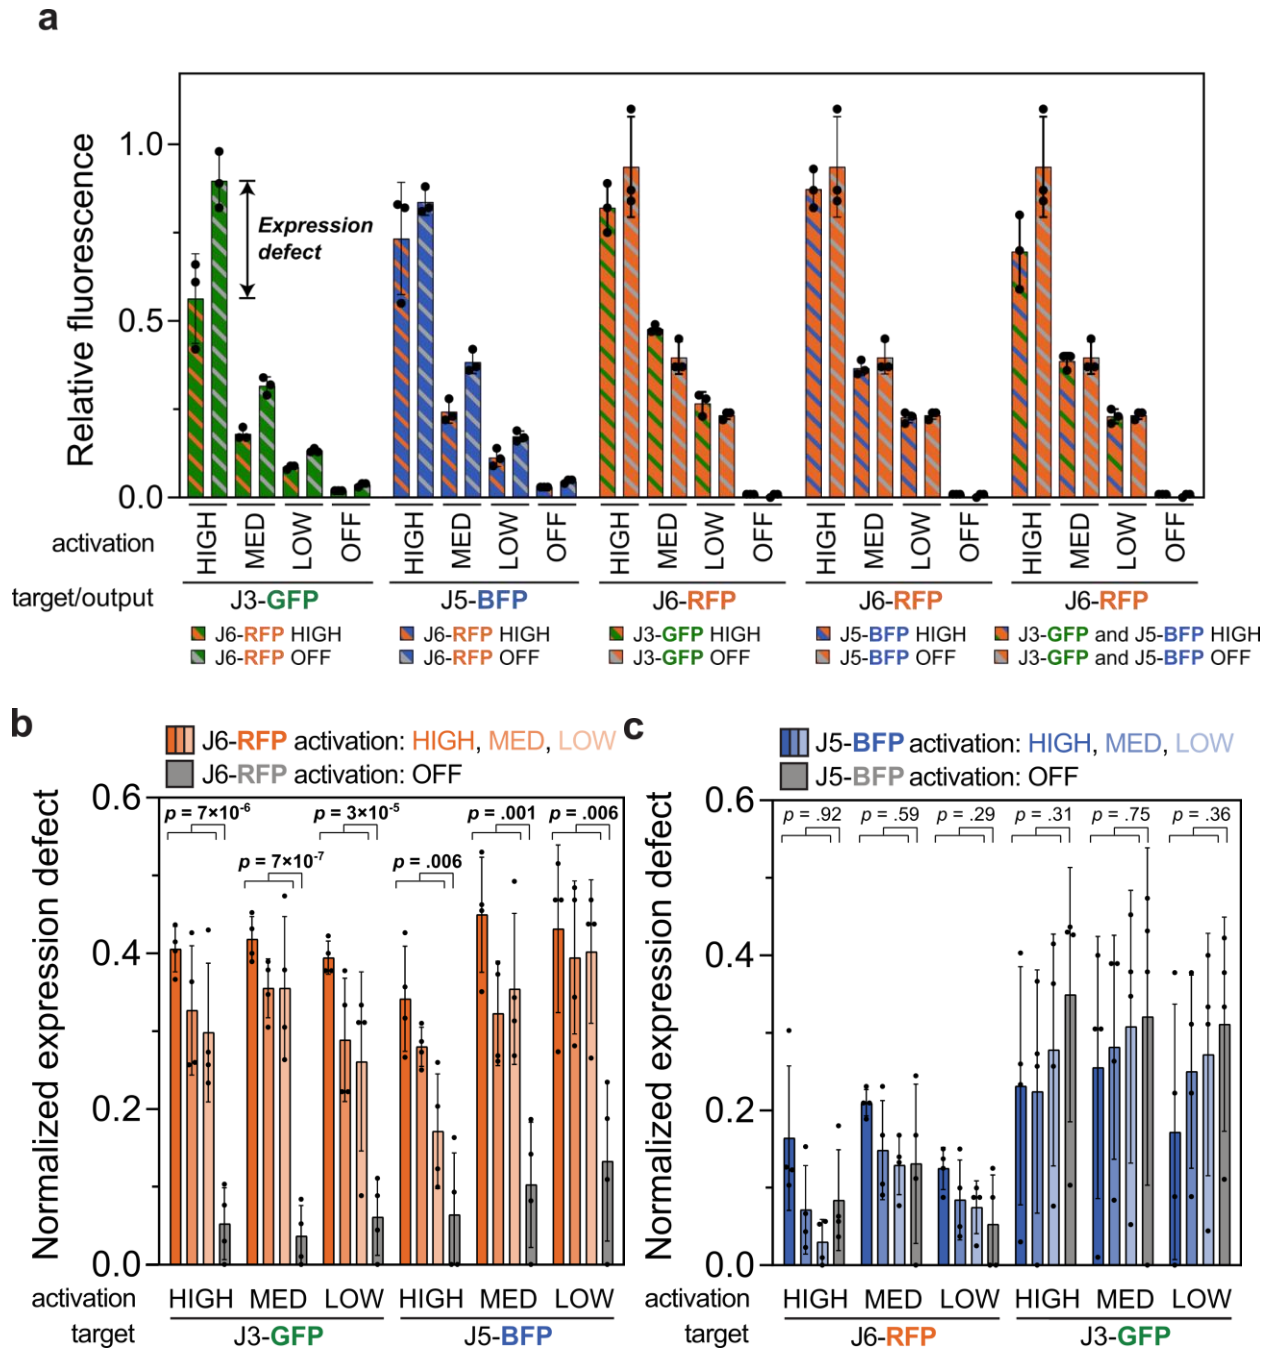 a
Relative fluorescence
1.0
0.5
0.0
Expression
defect
activation
HIGH MED LOW OFF HIGH MED LOW OFF HIGH MED LOW OFF HIGH MED LOW OFF HIGH MED LOW OFF
target/output J3-GFP J5-BFP J6-RFP J6-RFP J6-RFP
J6-RFP HIGH J6-RFP HIGH J3-GFP HIGH J5-BFP HIGH J3-GFP and J5-BFP HIGH
J6-RFP OFF J6-RFP OFF J3-GFP OFF J5-BFP OFF J3-GFP and J5-BFP OFF
b
J6-RFP activation: HIGH, MED, LOW
J6-RFP activation: OFF
Normalized expression defect
0.6
0.4
0.2
0.0
p = 7×10⁻⁶ p = 3×10⁻⁵ p = .001 p = .006
p = 7×10⁻⁷ p = .006
activation HIGH MED LOW HIGH MED LOW
target J3-GFP J5-BFP
c
J5-BFP activation: HIGH, MED, LOW
J5-BFP activation: OFF
Normalized expression defect
0.6
0.4
0.2
0.0
p = .92 p = .59 p = .29 p = .31 p = .75 p = .36
activation HIGH MED LOW HIGH MED LOW
target J6-RFP J3-GFP